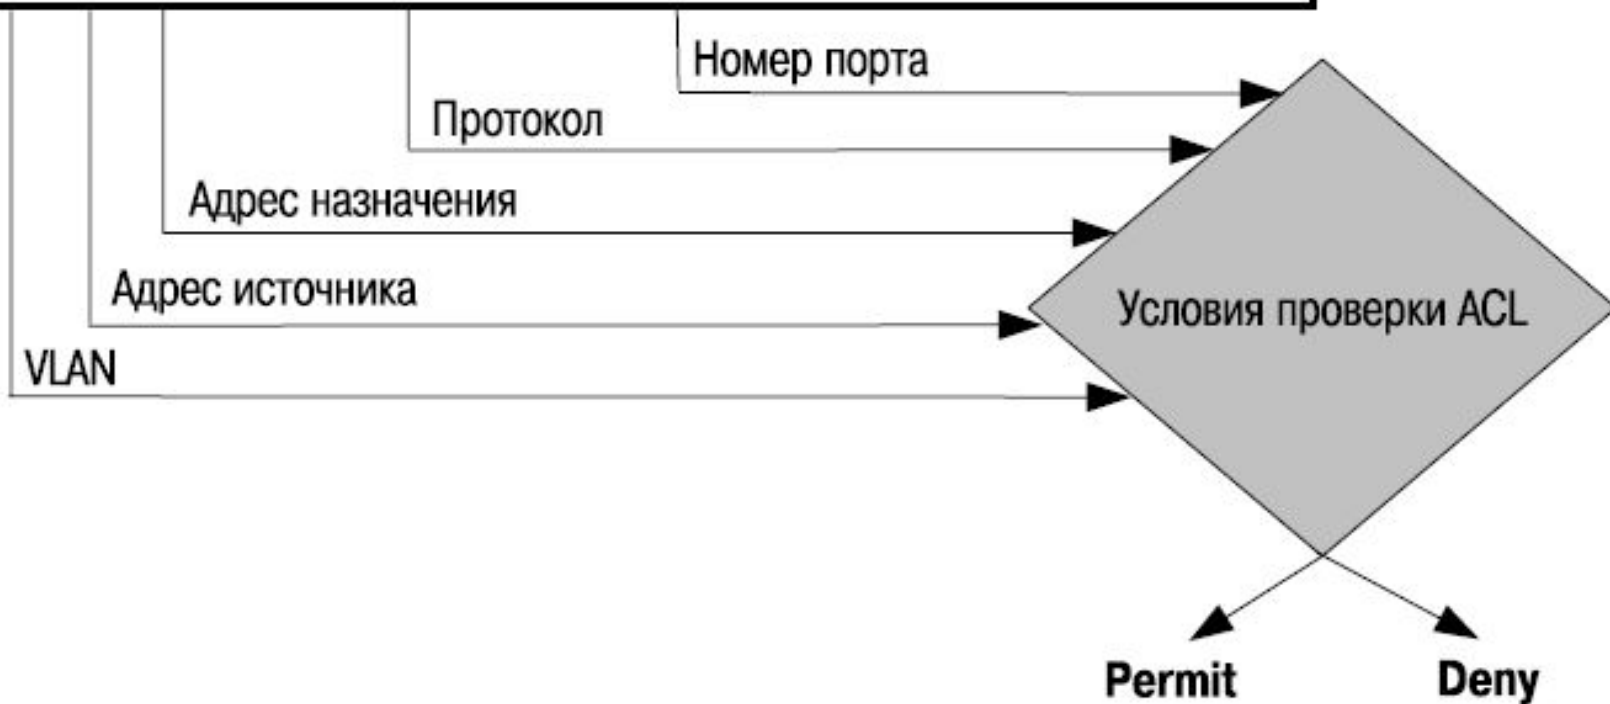 Номер порта
Протокол
Адрес назначения
Адрес источника
Условия проверки ACL
VLAN
Permit
Deny